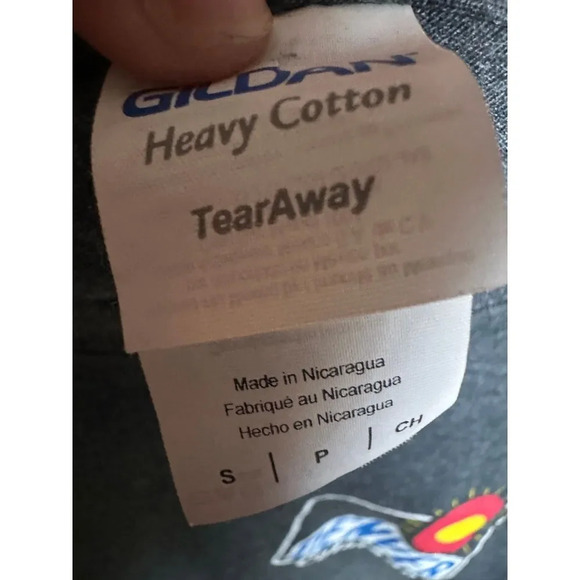 GILDAN
Heavy Cotton
TearAway
Made in Nicaragua
Fabriqué au Nicaragua
Hecho en Nicaragua
S | P | CH